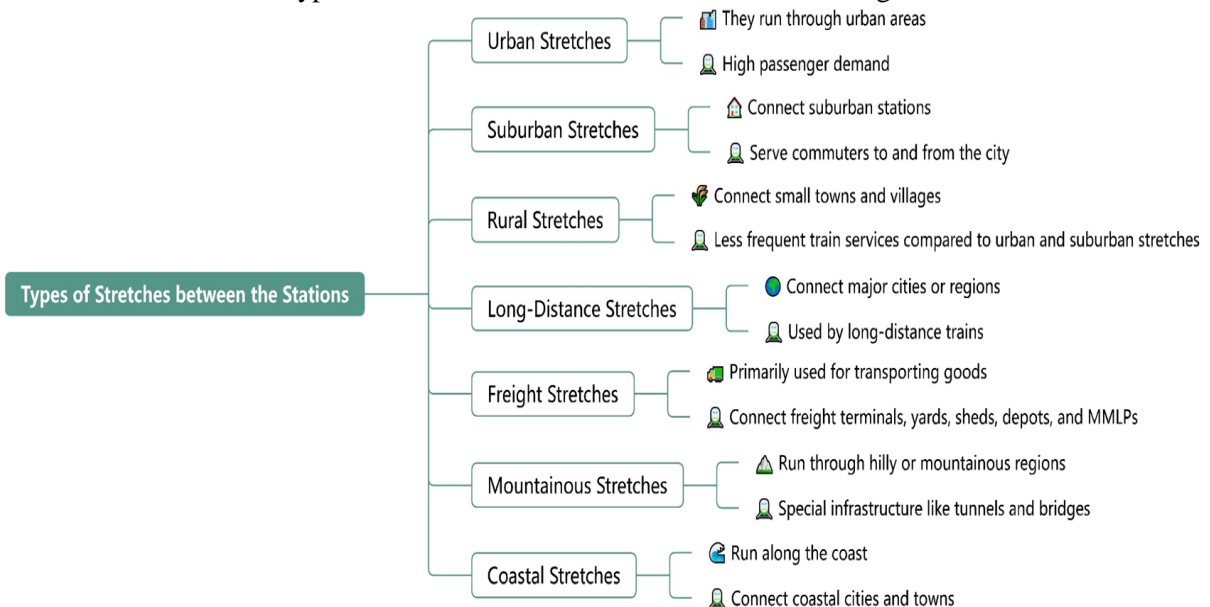 Types of Stretches between the Stations
Urban Stretches
They run through urban areas
High passenger demand
Suburban Stretches
Connect suburban stations
Serve commuters to and from the city
Rural Stretches
Connect small towns and villages
Less frequent train services compared to urban and suburban stretches
Long-Distance Stretches
Connect major cities or regions
Used by long-distance trains
Freight Stretches
Primarily used for transporting goods
Connect freight terminals, yards, sheds, depots, and MMLPs
Mountainous Stretches
Run through hilly or mountainous regions
Special infrastructure like tunnels and bridges
Coastal Stretches
Run along the coast
Connect coastal cities and towns